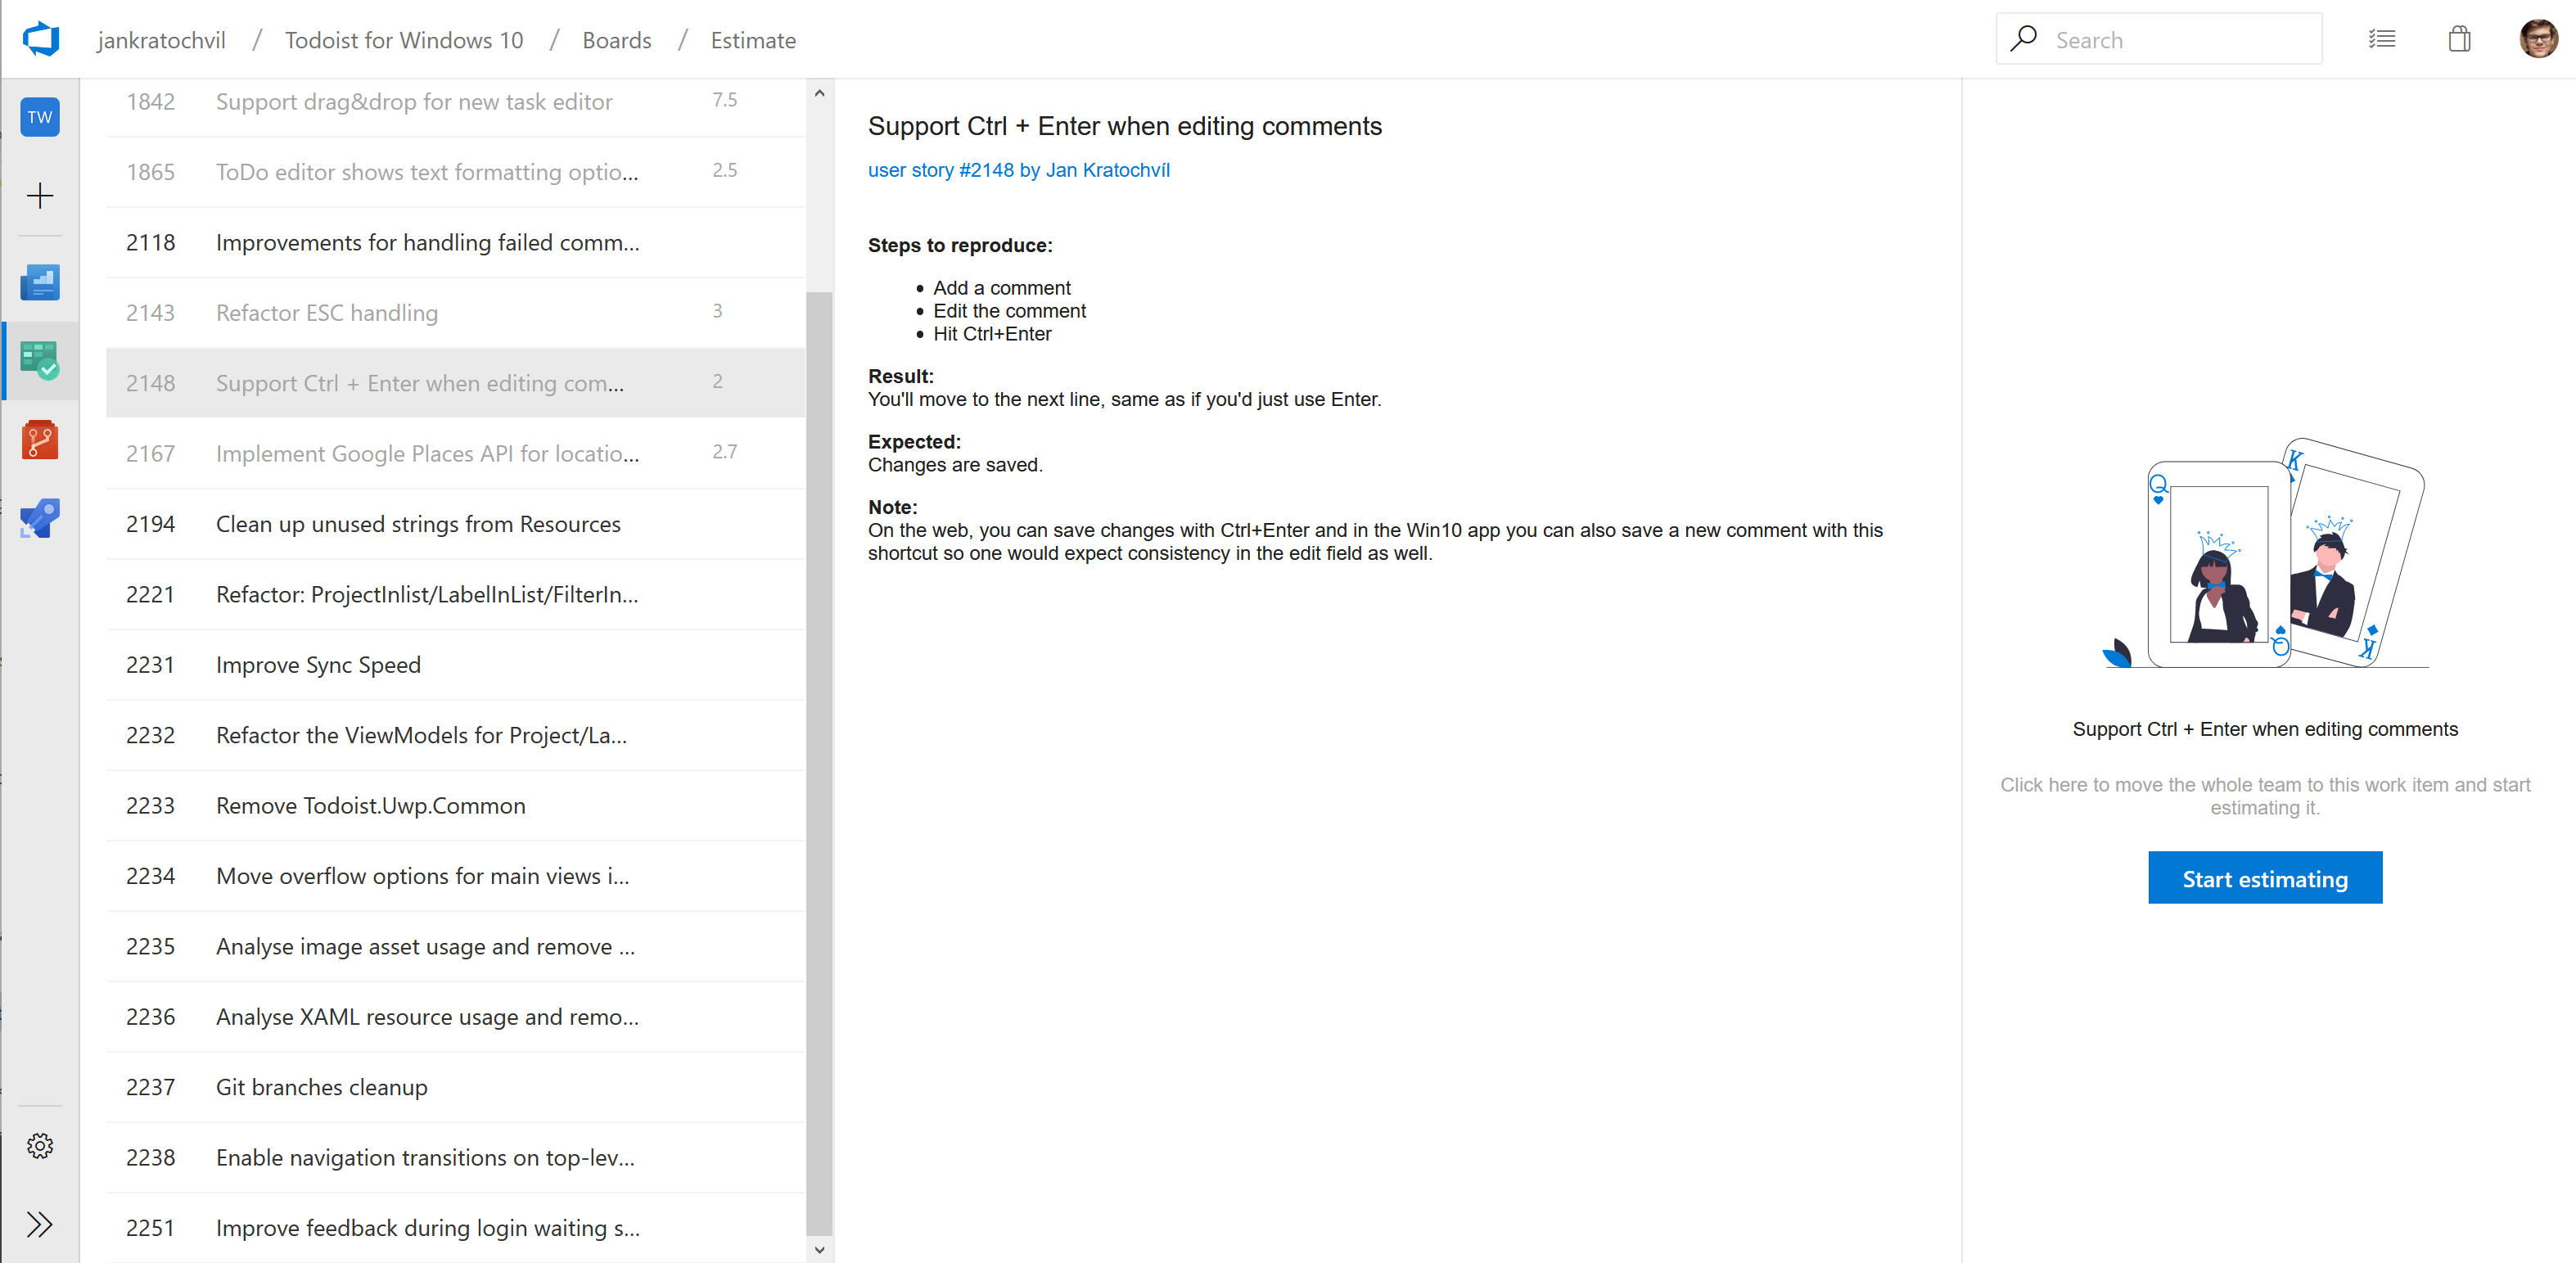 jankratochvil / Todoist for Windows 10 / Boards / Estimate
Search
TW
1842 Support drag&drop for new task editor 7.5
1865 ToDo editor shows text formatting optio... 2.5
2118 Improvements for handling failed comm...
2143 Refactor ESC handling 3
2148 Support Ctrl + Enter when editing com... 2
2167 Implement Google Places API for locatio... 2.7
2194 Clean up unused strings from Resources
2221 Refactor: ProjectInlist/LabelInList/FilterIn...
2231 Improve Sync Speed
2232 Refactor the ViewModels for Project/La...
2233 Remove Todoist.Uwp.Common
2234 Move overflow options for main views i...
2235 Analyse image asset usage and remove ...
2236 Analyse XAML resource usage and remo...
2237 Git branches cleanup
2238 Enable navigation transitions on top-lev...
2251 Improve feedback during login waiting s...
Support Ctrl + Enter when editing comments
user story #2148 by Jan Kratochvíl
Steps to reproduce:
• Add a comment
• Edit the comment
• Hit Ctrl+Enter
Result:
You'll move to the next line, same as if you'd just use Enter.
Expected:
Changes are saved.
Note:
On the web, you can save changes with Ctrl+Enter and in the Win10 app you can also save a new comment with this
shortcut so one would expect consistency in the edit field as well.
Q
K
Q
K
Support Ctrl + Enter when editing comments
Click here to move the whole team to this work item and start
estimating it.
Start estimating